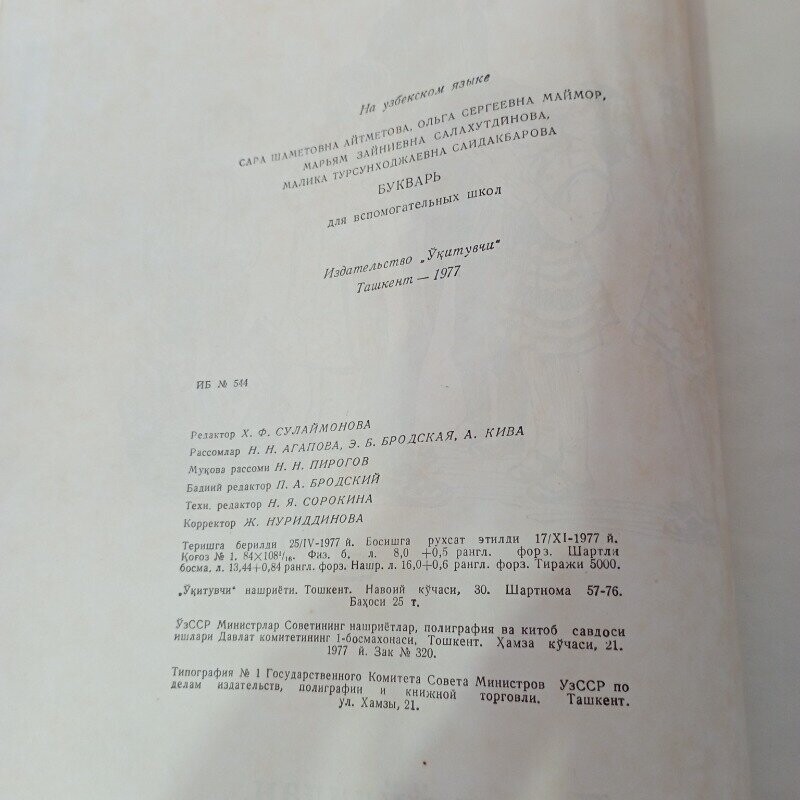 На узбекском языке
САРА ШАМЕТОВНА АЙТМЕТОВА, ОЛЬГА СЕРГЕЕВНА МАЙМОР,
МАРЬЯМ ЗАЙНИЕВНА САЛАХУТДИНОВА,
МАЛИКА ТУРСУНХОДЖАЕВНА САИДАКБАРОВА
БУКВАРЬ
для вспомогательных школ
Издательство „Ўқитувчи“
Ташкент — 1977
ИБ № 544
Редактор Х. Ф. СУЛАЙМОНОВА
Рассомлар Н. Н. АГАПОВА, Э. Б. БРОДСКАЯ, А. КИВА
Муқова рассоми Н. Н. ПИРОГОВ
Бадиий редактор П. А. БРОДСКИЙ
Техн. редактор Н. Я. СОРОКИНА
Корректор Ж. НУРИДДИНОВА
Теришга берилди 25/IV-1977 й. Босишга рухсат этилди 17/XI-1977 й.
Қоғоз № 1. 84×108¹/₁₆. Физ. б. л. 8,0 +0,5 рангл. форз. Шартли
босма. л. 13,44+0,84 рангл. форз. Нашр. л. 16,0+0,6 рангл. форз. Тиражи 5000.
„Ўқитувчи“ нашриёти. Тошкент. Навоий кўчаси, 30. Шартнома 57-76.
Баҳоси 25 т.
ЎзССР Министрлар Советининг нашриётлар, полиграфия ва китоб савдоси
ишлари Давлат комитетининг 1-босмахонаси, Тошкент. Ҳамза кўчаси, 21.
1977 й. Зак № 320.
Типография № 1 Государственного Комитета Совета Министров УзССР по
делам издательств, полиграфии и книжной торговли. Ташкент.
ул. Хамзы, 21.